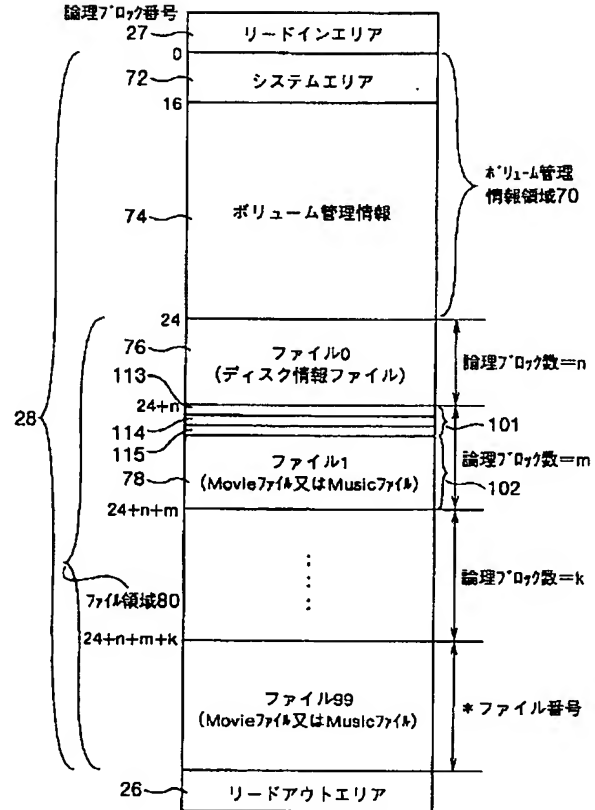 論理ブロック番号
27
リードインエリア
0
72
システムエリア
16
74
ボリューム管理情報
ボリューム管理
情報領域70
24
76
ファイル0
(ディスク情報ファイル)
論理ブロック数=n
113
24+n
114
115
101
28
78
ファイル1
(Movieファイル又はMusicファイル)
論理ブロック数=m
102
24+n+m
論理ブロック数=k
ファイル領域80
24+n+m+k
ファイル99
(Movieファイル又はMusicファイル)
*ファイル番号
26
リードアウトエリア